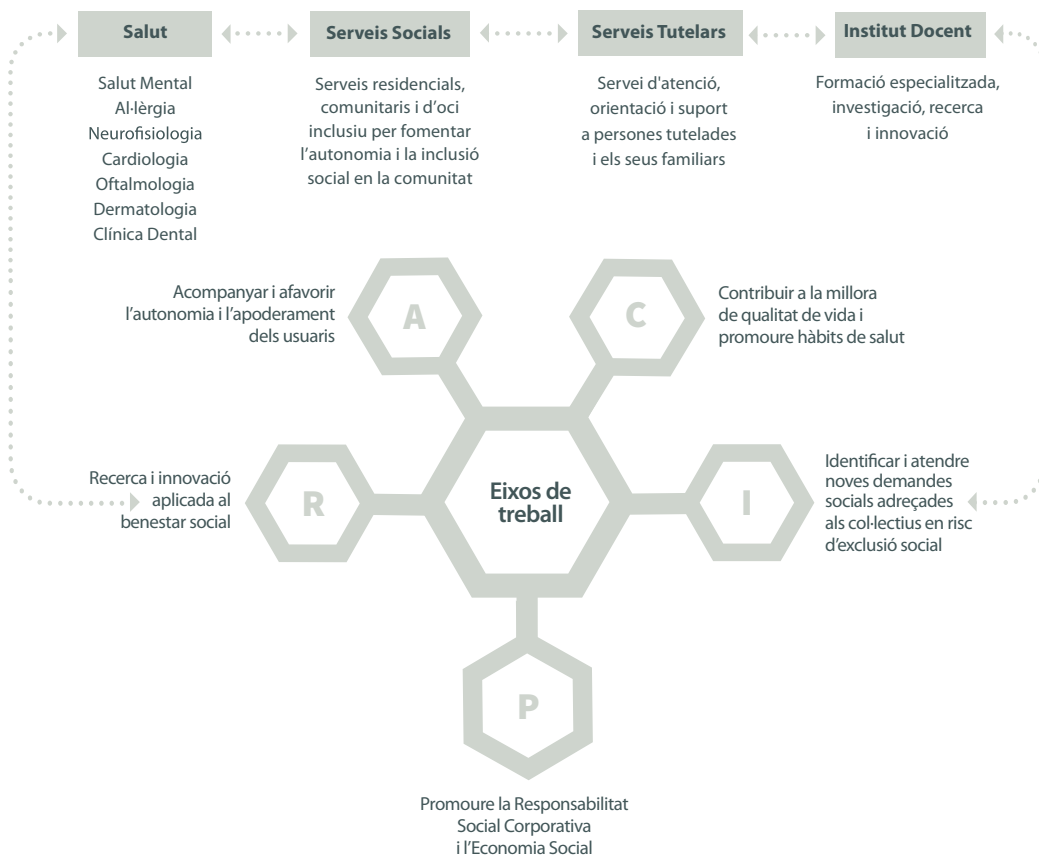 Salut
Salut Mental
Al·lèrgia
Neurofisiologia
Cardiologia
Oftalmologia
Dermatologia
Clínica Dental
Serveis Socials
Serveis residencials,
comunitaris i d’oci
inclusiu per fomentar
l’autonomia i la inclusió
social en la comunitat
Serveis Tutelars
Servei d'atenció,
orientació i suport
a persones tutelades
i els seus familiars
Institut Docent
Formació especialitzada,
investigació, recerca
i innovació
Acompanyar i afavorir
l’autonomia i l’apoderament
dels usuaris
A
C
Contribuir a la millora
de qualitat de vida i
promoure hàbits de salut
Recerca i innovació
aplicada al
benestar social
R
Eixos de
treball
I
Identificar i atendre
noves demandes
socials adreçades
als col·lectius en risc
d’exclusió social
P
Promoure la Responsabilitat
Social Corporativa
i l’Economia Social